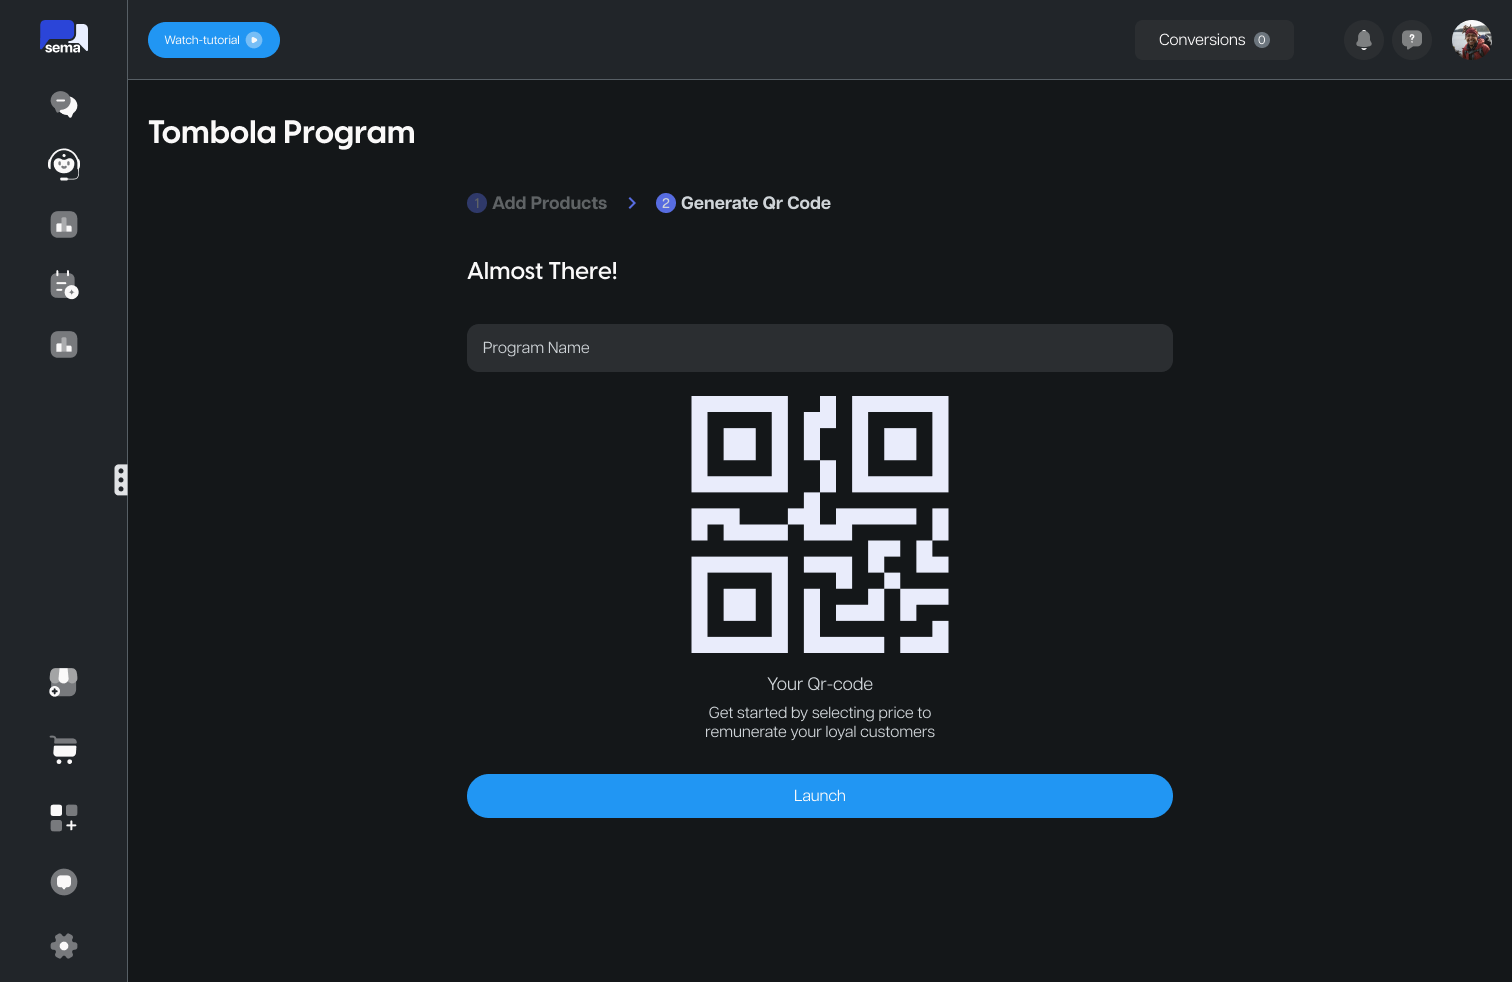 sema
Watch-tutorial
Conversions 0
Tombola Program
1 Add Products
2 Generate Qr Code
Almost There!
Program Name
Your Qr-code
Get started by selecting price to
remunerate your loyal customers
Launch